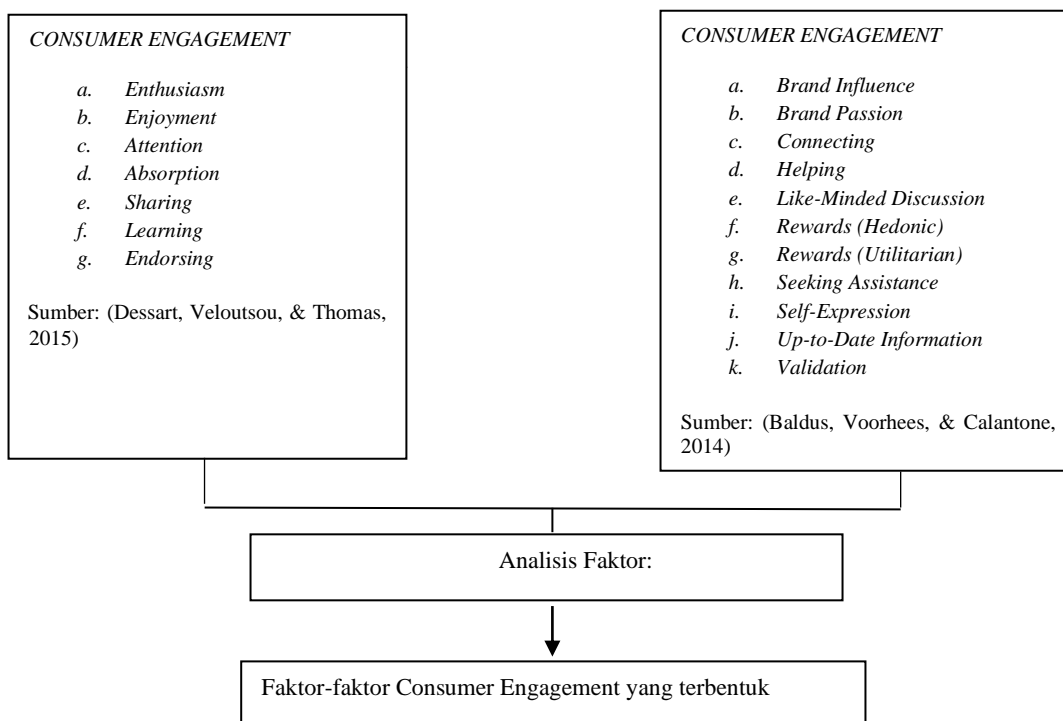 CONSUMER ENGAGEMENT
a. Enthusiasm
b. Enjoyment
c. Attention
d. Absorption
e. Sharing
f. Learning
g. Endorsing
Sumber: (Dessart, Veloutsou, & Thomas,
2015)
CONSUMER ENGAGEMENT
a. Brand Influence
b. Brand Passion
c. Connecting
d. Helping
e. Like-Minded Discussion
f. Rewards (Hedonic)
g. Rewards (Utilitarian)
h. Seeking Assistance
i. Self-Expression
j. Up-to-Date Information
k. Validation
Sumber: (Baldus, Voorhees, & Calantone,
2014)
Analisis Faktor:
Faktor-faktor Consumer Engagement yang terbentuk